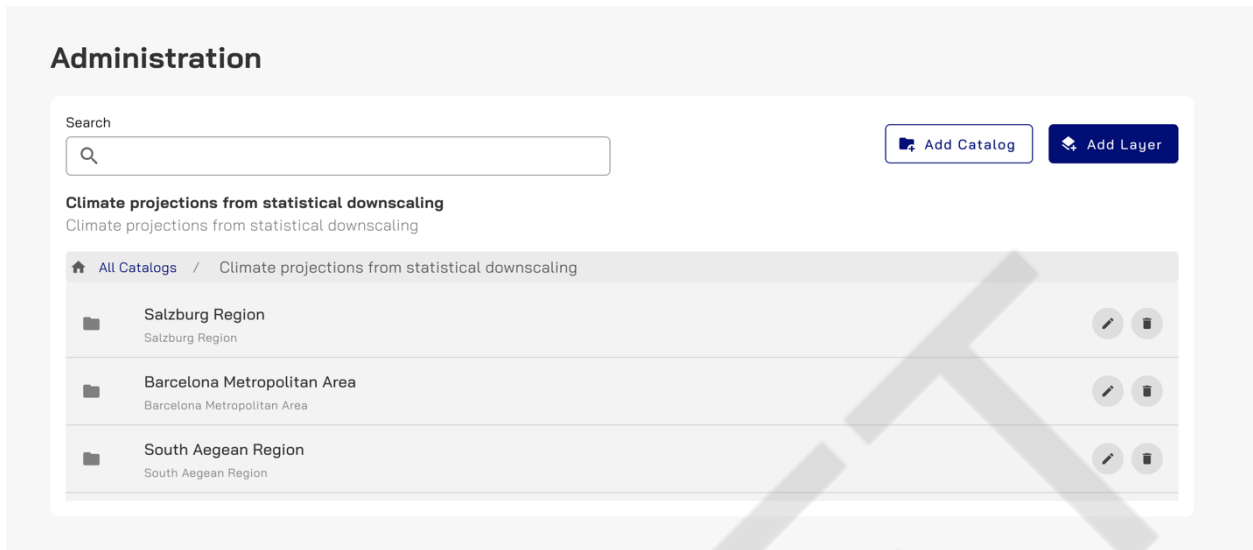 Administration
Search
Add Catalog
Add Layer
Climate projections from statistical downscaling
Climate projections from statistical downscaling
All Catalogs / Climate projections from statistical downscaling
Salzburg Region
Salzburg Region
Barcelona Metropolitan Area
Barcelona Metropolitan Area
South Aegean Region
South Aegean Region